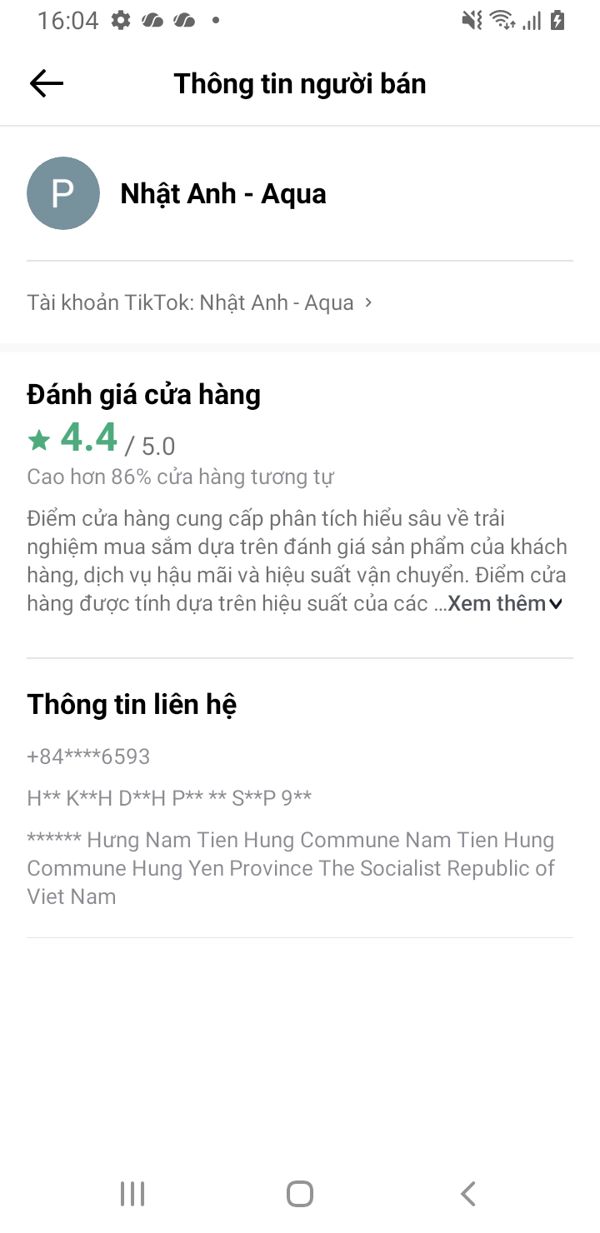 16:04
Thông tin người bán
P
Nhật Anh - Aqua
Tài khoản TikTok: Nhật Anh - Aqua
Đánh giá cửa hàng
4.4 / 5.0
Cao hơn 86% cửa hàng tương tự
Điểm cửa hàng cung cấp phân tích hiểu sâu về trải
nghiệm mua sắm dựa trên đánh giá sản phẩm của khách
hàng, dịch vụ hậu mãi và hiệu suất vận chuyển. Điểm cửa
hàng được tính dựa trên hiệu suất của các ...Xem thêm
Thông tin liên hệ
+84****6593
H** K**H D**H P** ** S**P 9**
****** Hưng Nam Tien Hung Commune Nam Tien Hung
Commune Hung Yen Province The Socialist Republic of
Viet Nam